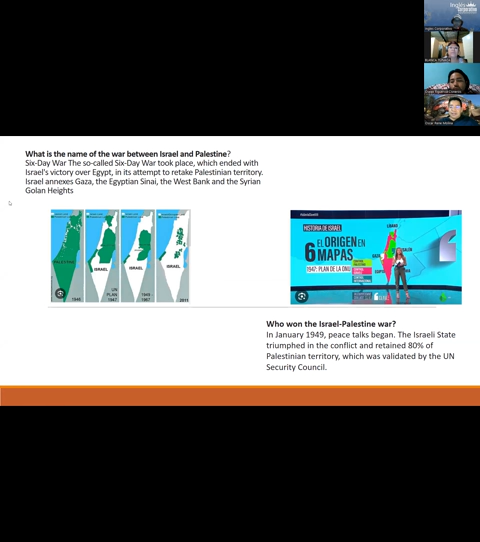 Inglés
Corporativo
What is the name of the war between Israel and Palestine?
Six-Day War The so-called Six-Day War took place, which ended with
Israel's victory over Egypt, in its attempt to retake Palestinian territory.
Israel annexes Gaza, the Egyptian Sinai, the West Bank and the Syrian
Golan Heights
ISRAEL
ISRAEL
ISRAEL
UN
PLAN
1947
1946
2011
HISTORIA DE ISRAEL
6 EL ORIGEN EN
MAPAS
1947: PLAN DE LA ONU
LIBANO
Who won the Israel-Palestine war?
In January 1949, peace talks began. The Israeli State
triumphed in the conflict and retained 80% of
Palestinian territory, which was validated by the UN
Security Council.